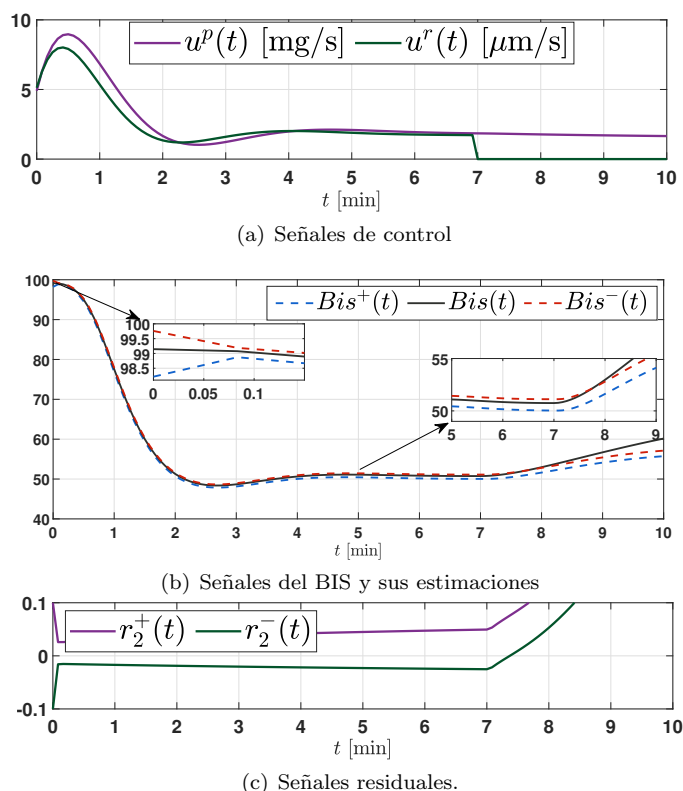 10
5
0
u^p(t) [mg/s] u^r(t) [μm/s]
0 1 2 3 4 5 6 7 8 9 10
t [min]
(a) Señales de control
100
90
80
70
60
50
40
Bis^+(t) Bis(t) Bis^-(t)
100
99.5
99
98.5
0 0.05 0.1
55
50
5 6 7 8 9
0 1 2 3 4 5 6 7 8 9 10
t [min]
(b) Señales del BIS y sus estimaciones
0.1
0
-0.1
r_2^+(t) r_2^-(t)
0 1 2 3 4 5 6 7 8 9 10
t [min]
(c) Señales residuales.